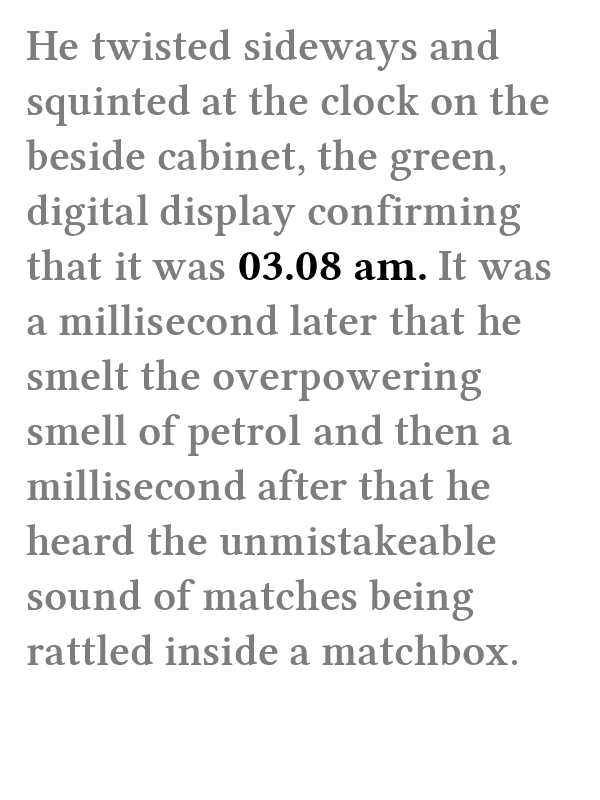 He twisted sideways and
squinted at the clock on the
beside cabinet, the green,
digital display confirming
that it was 03.08 am. It was
a millisecond later that he
smelt the overpowering
smell of petrol and then a
millisecond after that he
heard the unmistakeable
sound of matches being
rattled inside a matchbox.